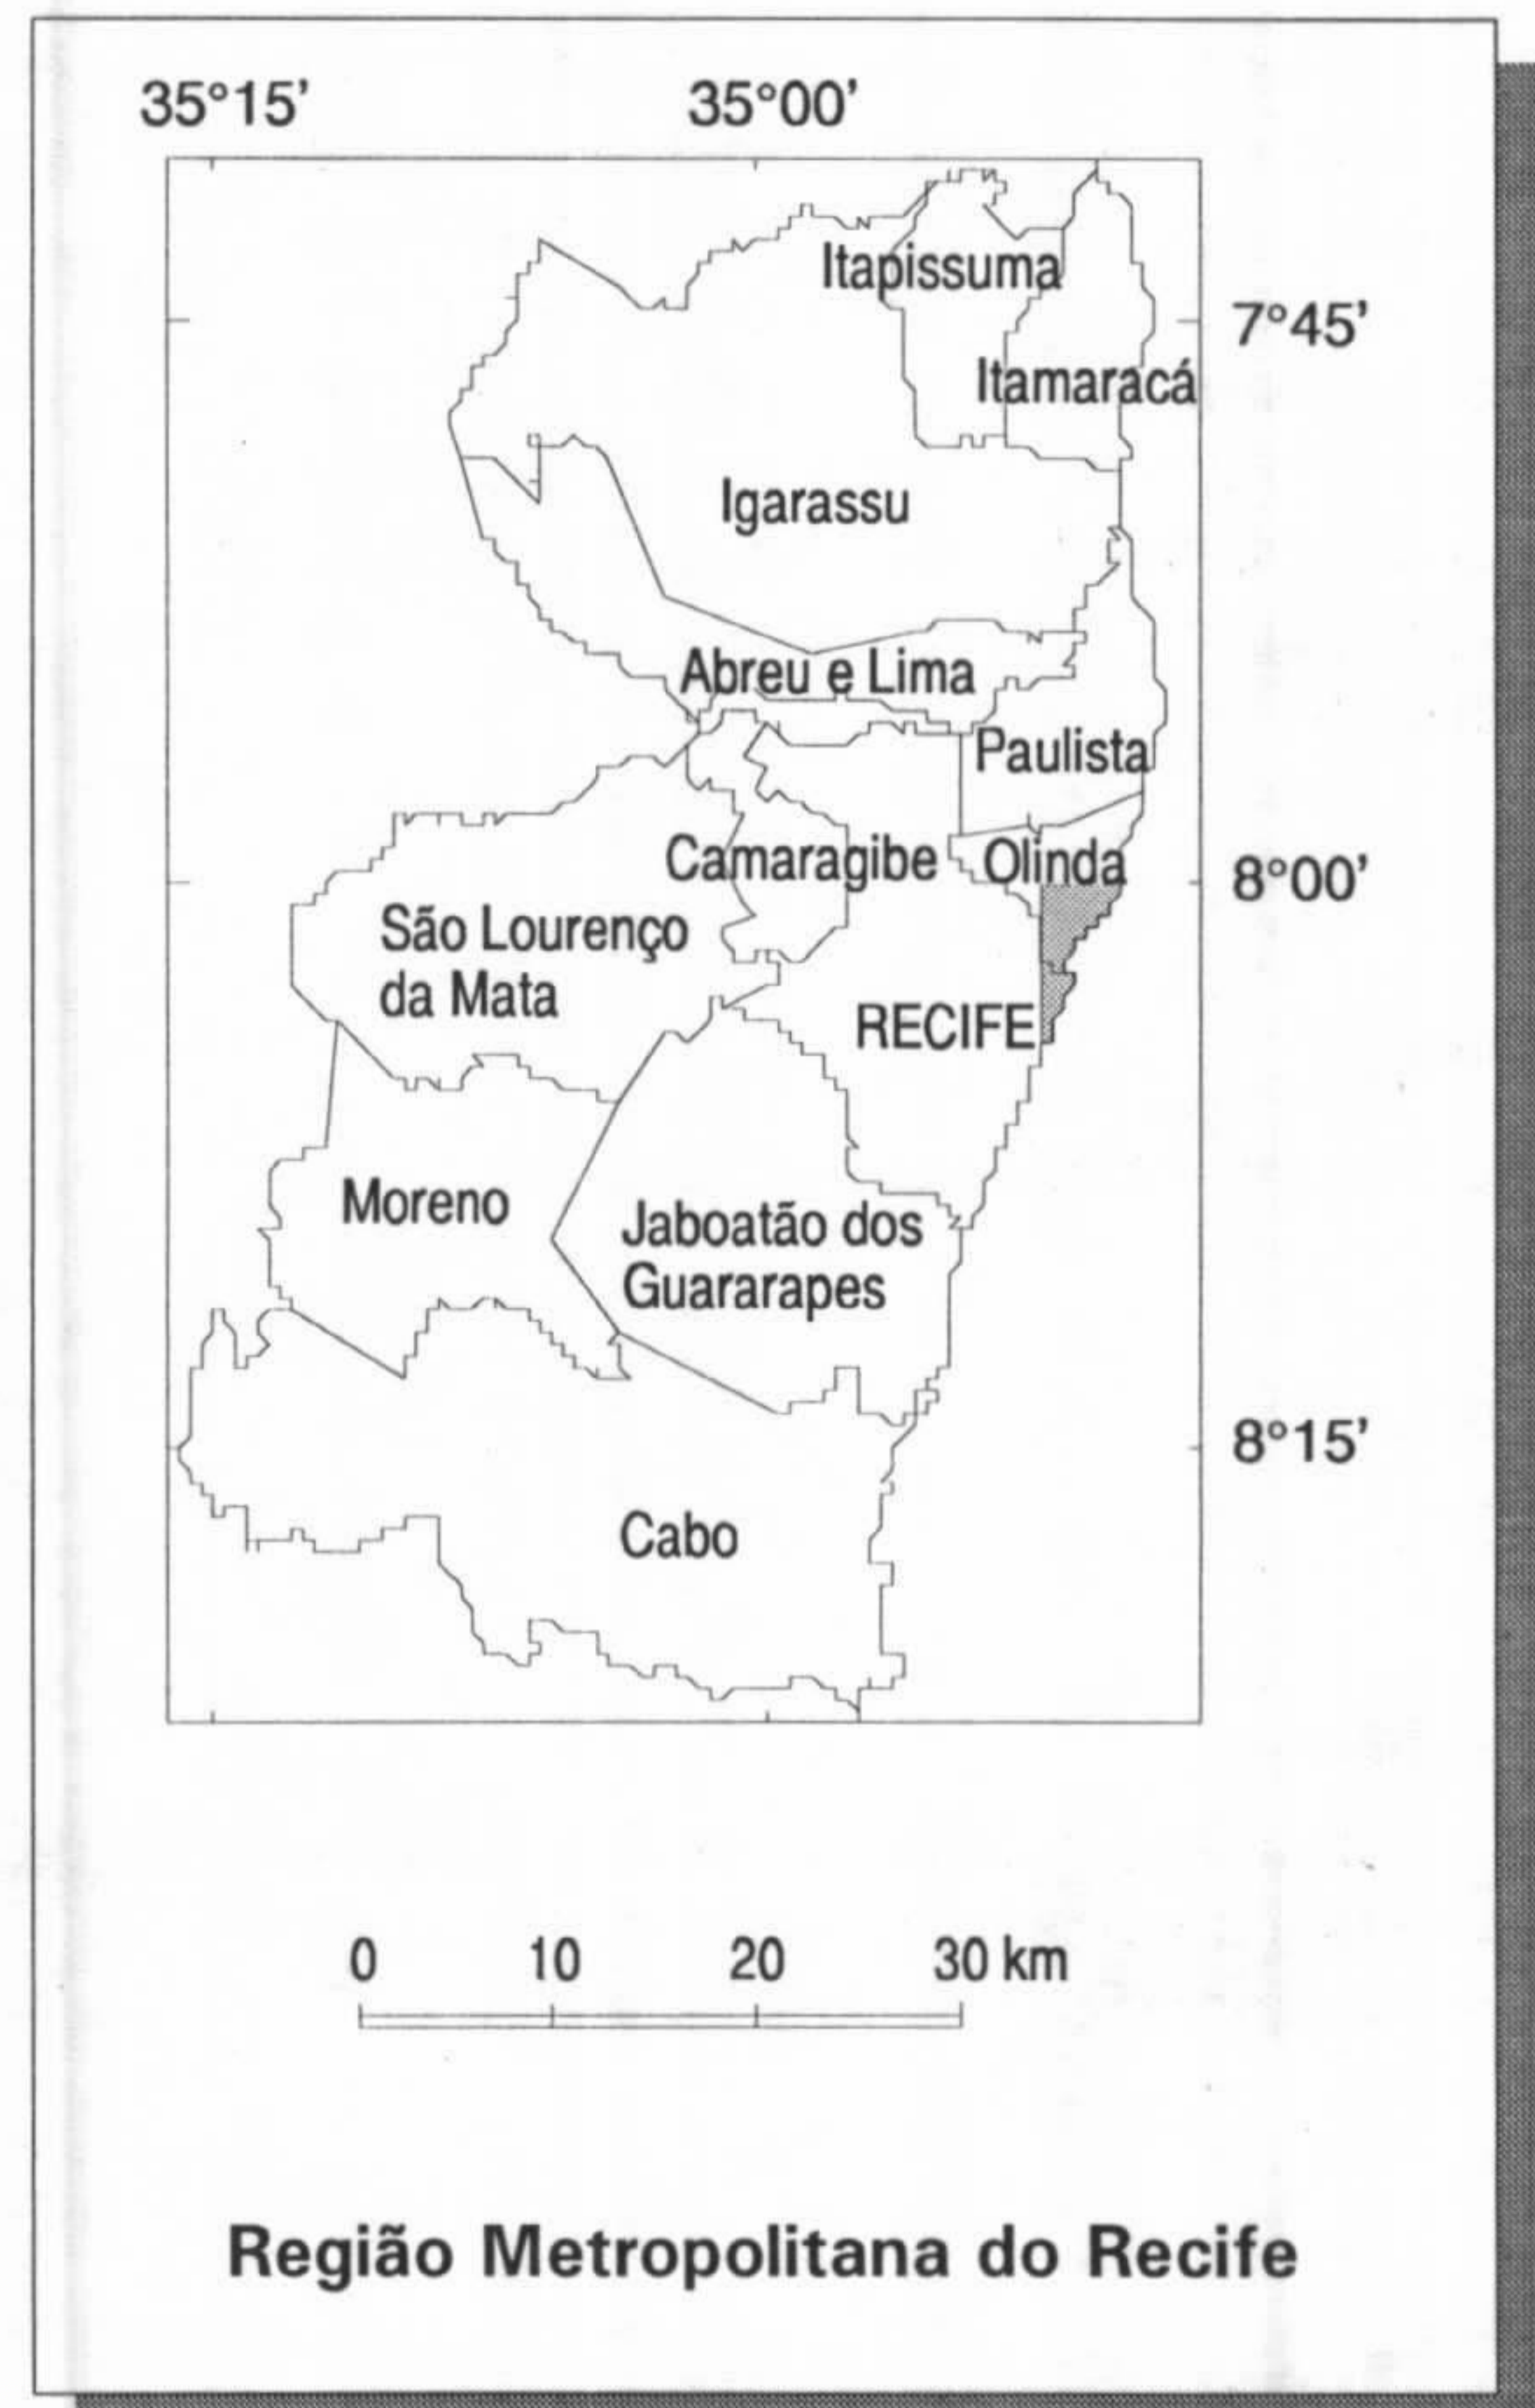 35°15' 35°00'
Itapissuma
7°45'
Itamaracá
Igarassu
Abreu e Lima
Paulista
Camaragibe
Olinda
8°00'
São Lourenço
da Mata
RECIFE
Moreno
Jaboatão dos
Guararapes
8°15'
Cabo
0 10 20 30 km
Região Metropolitana do Recife